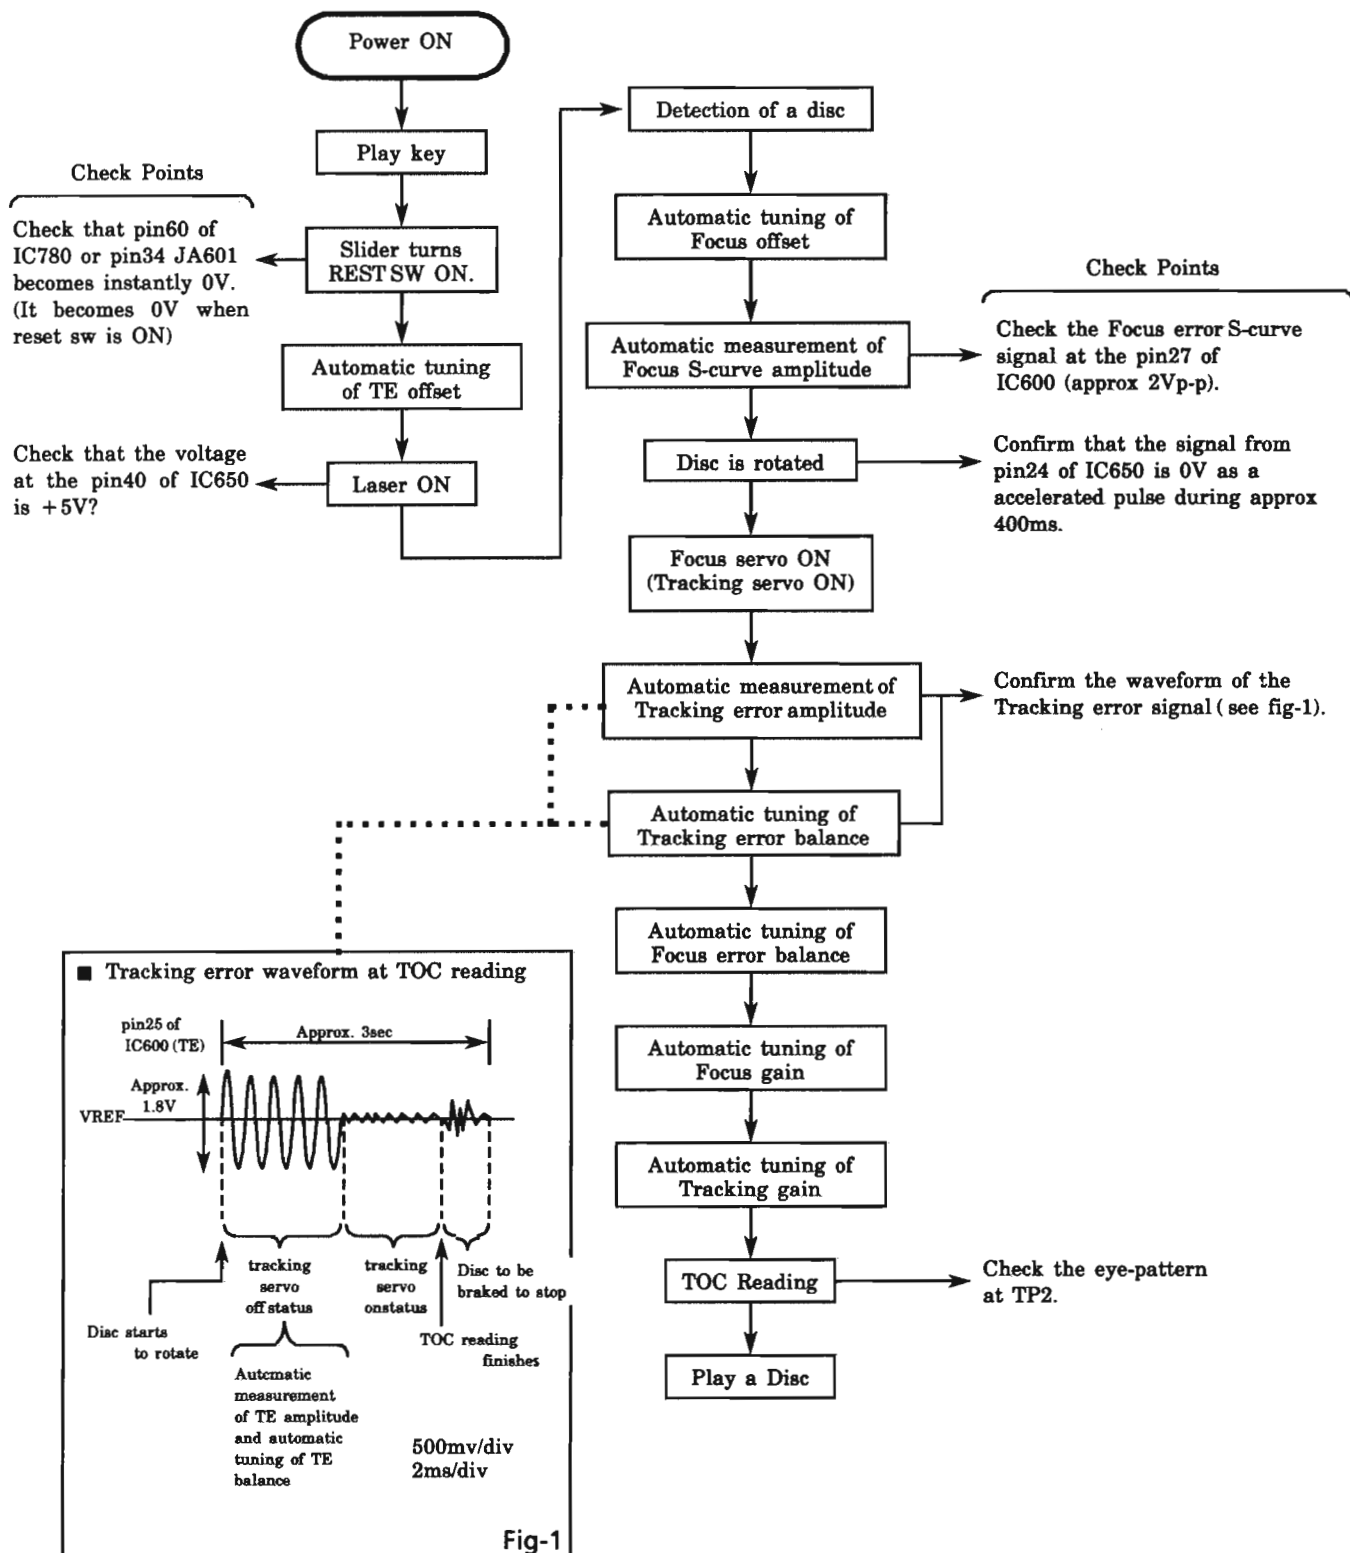 Power ON
Play key
Check Points
Check that pin60 of
IC780 or pin34 JA601
becomes instantly 0V.
(It becomes 0V when
reset sw is ON)
Slider turns
REST SW ON.
Automatic tuning
of TE offset
Check that the voltage
at the pin40 of IC650
is +5V?
Laser ON
Detection of a disc
Automatic tuning of
Focus offset
Automatic measurement of
Focus S-curve amplitude
Check Points
Check the Focus error S-curve
signal at the pin27 of
IC600 (approx 2Vp-p).
Disc is rotated
Confirm that the signal from
pin24 of IC650 is 0V as a
accelerated pulse during approx
400ms.
Focus servo ON
(Tracking servo ON)
Automatic measurement of
Tracking error amplitude
Confirm the waveform of the
Tracking error signal ( see fig-1).
Automatic tuning of
Tracking error balance
Automatic tuning of
Focus error balance
Automatic tuning of
Focus gain
Automatic tuning of
Tracking gain
TOC Reading
Check the eye-pattern
at TP2.
Play a Disc
■ Tracking error waveform at TOC reading
pin25 of
IC600 (TE)
Approx. 3sec
Approx.
1.8V
VREF
tracking
servo
off status
tracking
servo
onstatus
Disc to be
braked to stop
Disc starts
to rotate
TOC reading
finishes
Automatic
measurement
of TE amplitude
and automatic
tuning of TE
balance
500mv/div
2ms/div
Fig-1